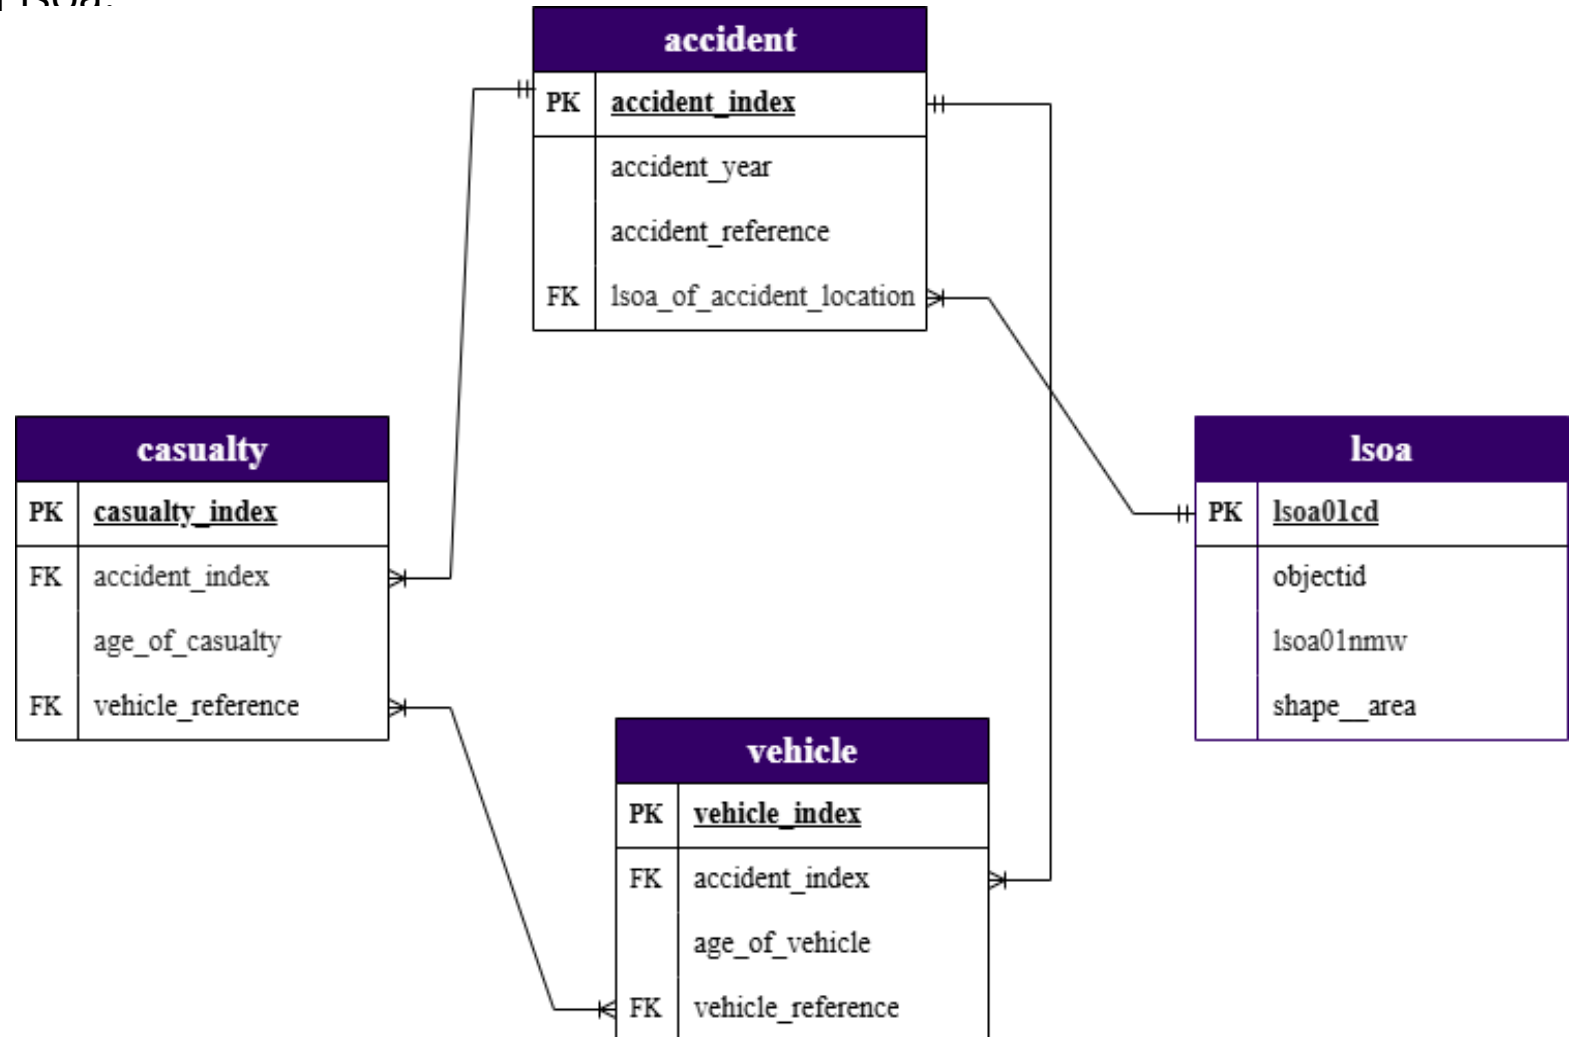 lsoa.
accident
PK accident_index
accident_year
accident_reference
FK lsoa_of_accident_location
casualty
PK casualty_index
FK accident_index
age_of_casualty
FK vehicle_reference
lsoa
PK lsoa01cd
objectid
lsoa01nmw
shape__area
vehicle
PK vehicle_index
FK accident_index
age_of_vehicle
FK vehicle_reference